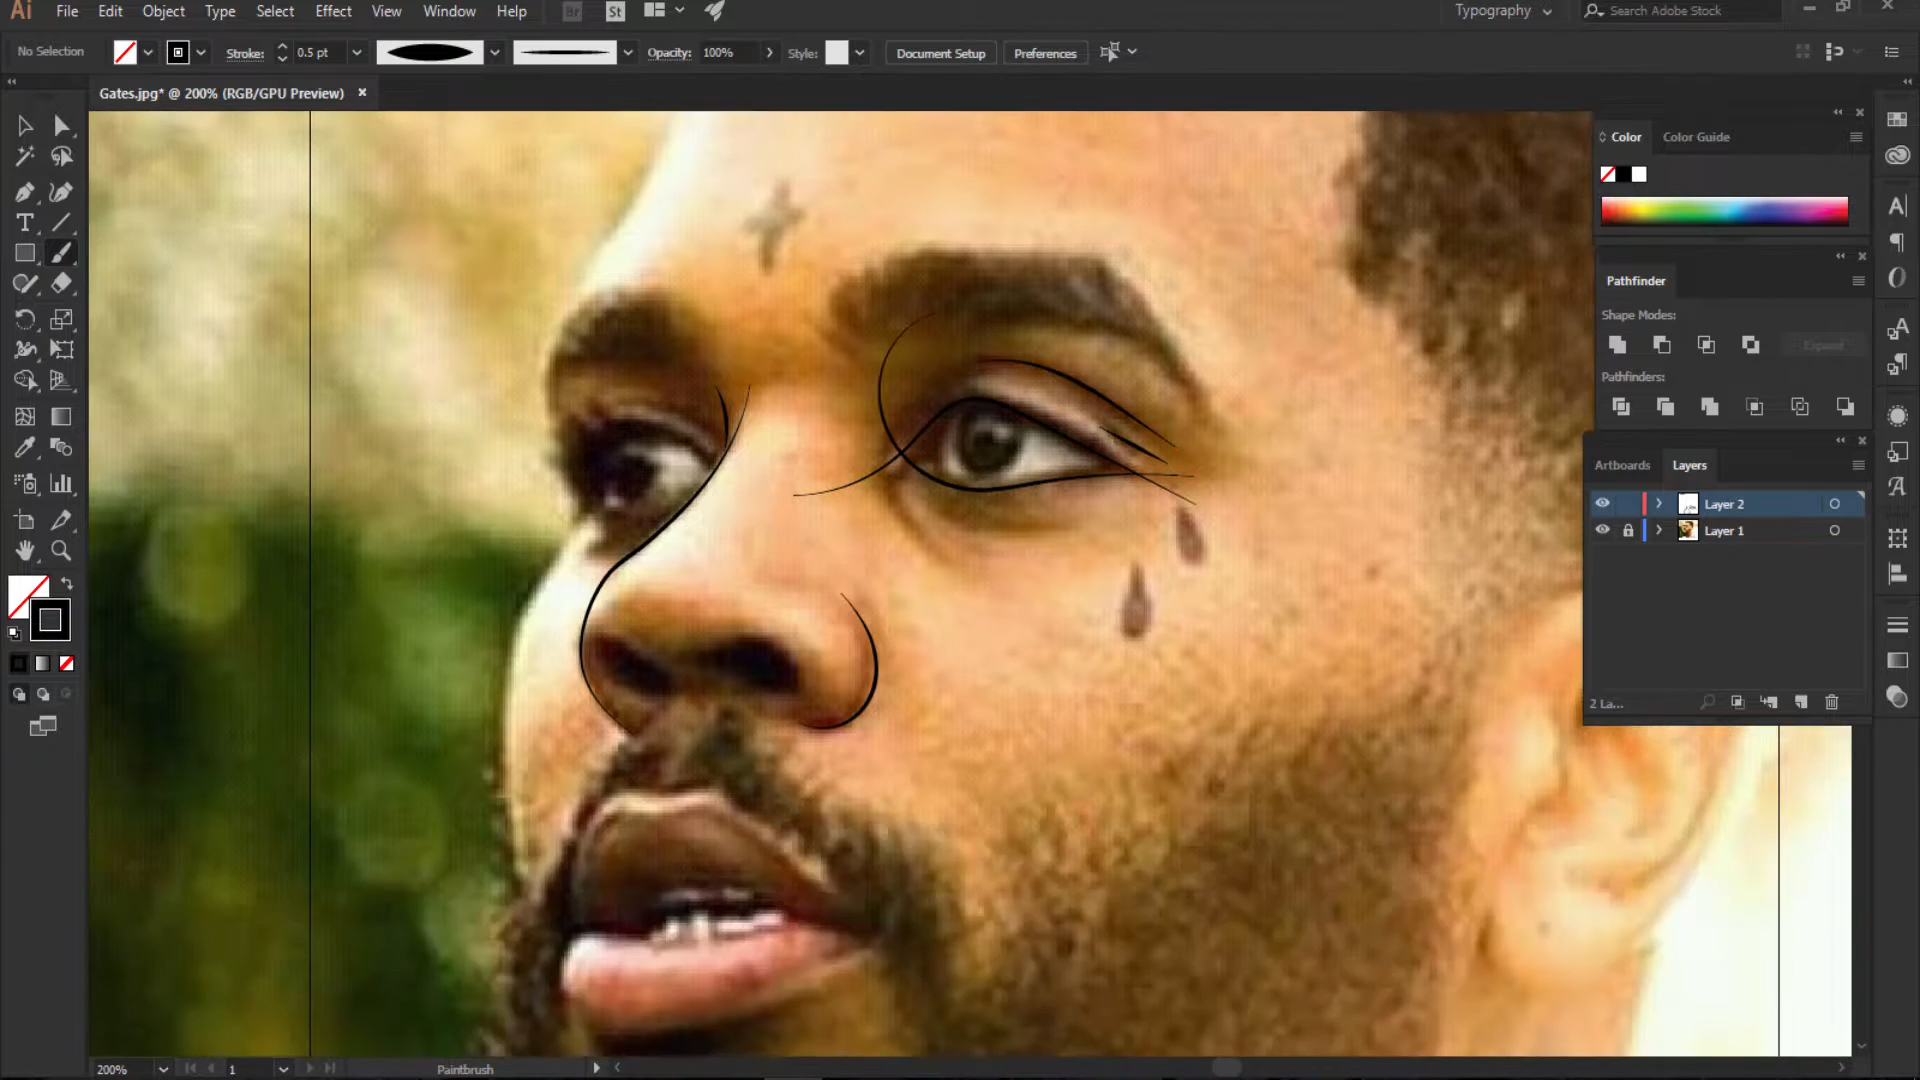 Ai File Edit Object Type Select Effect View Window Help Br St Typography Search Adobe Stock
No Selection Stroke: 0.5 pt Opacity: 100% Style: Document Setup Preferences
Gates.jpg* @ 200% (RGB/GPU Preview)
Color Color Guide
Pathfinder
Shape Modes:
Expand
Pathfinders:
Artboards Layers
Layer 2
Layer 1
2 La...
200% 1 Paintbrush